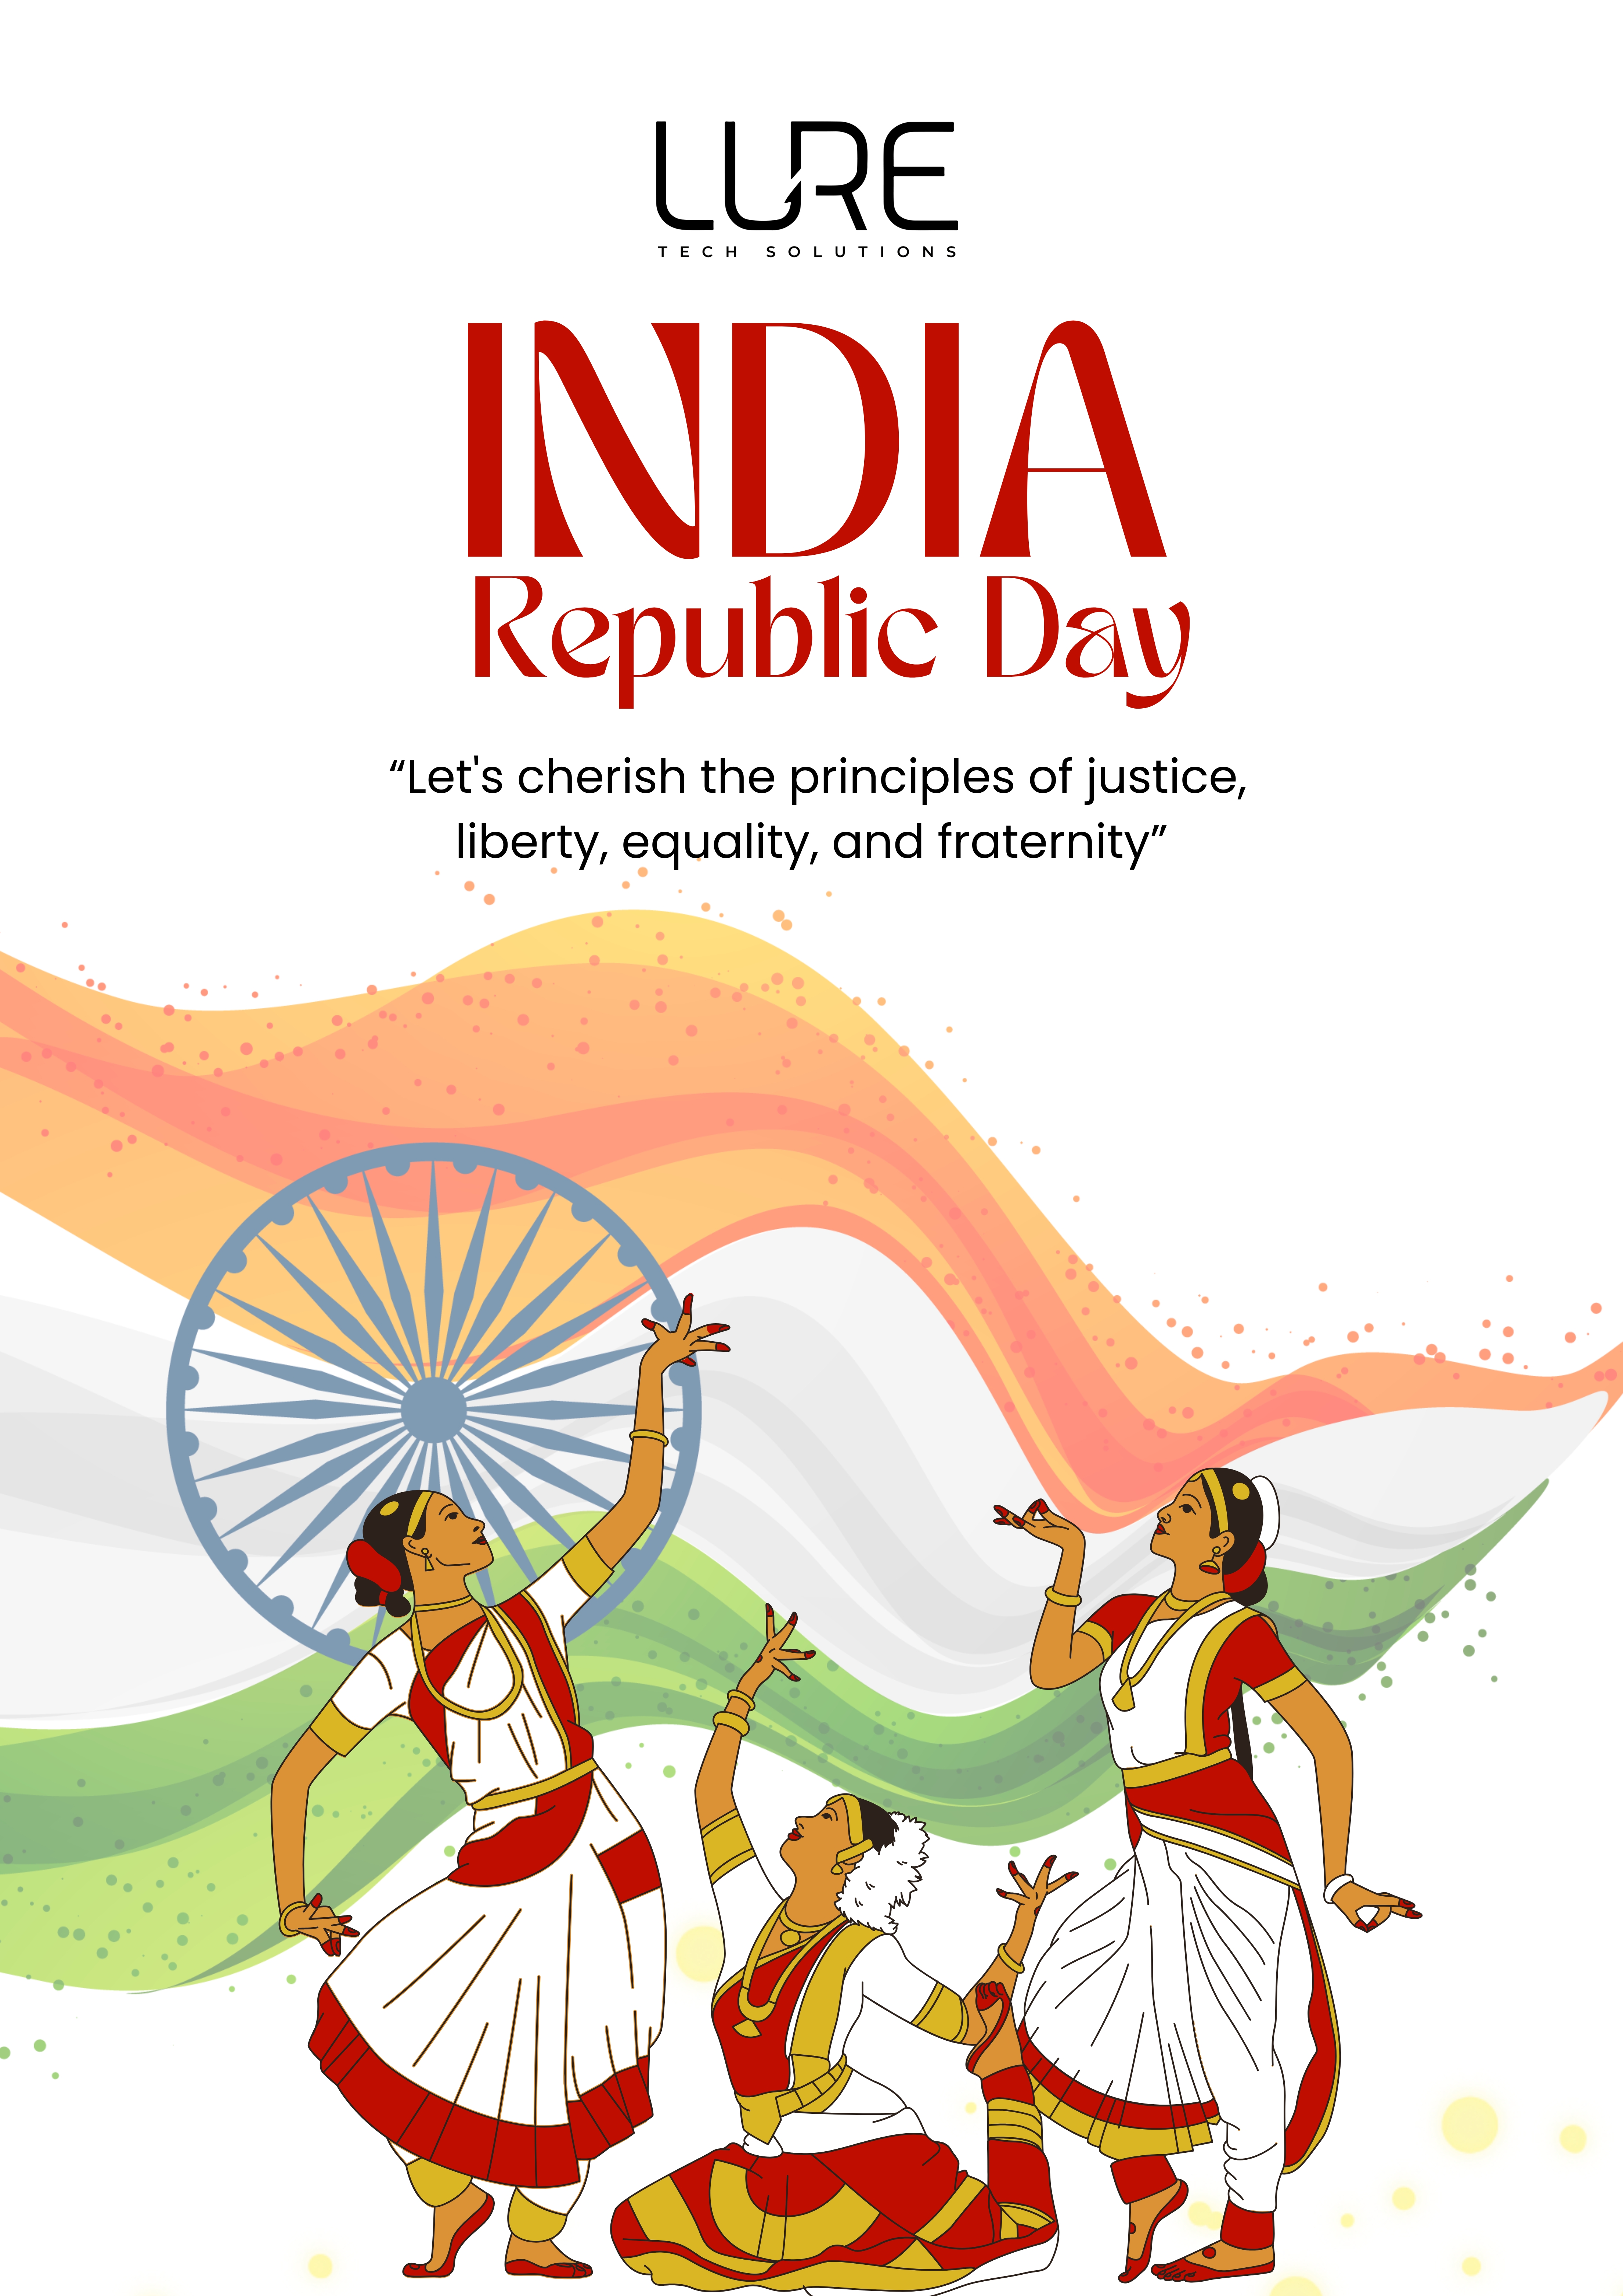 LURE
TECH SOLUTIONS
INDIA
Republic Day
“Let's cherish the principles of justice,
liberty, equality, and fraternity”